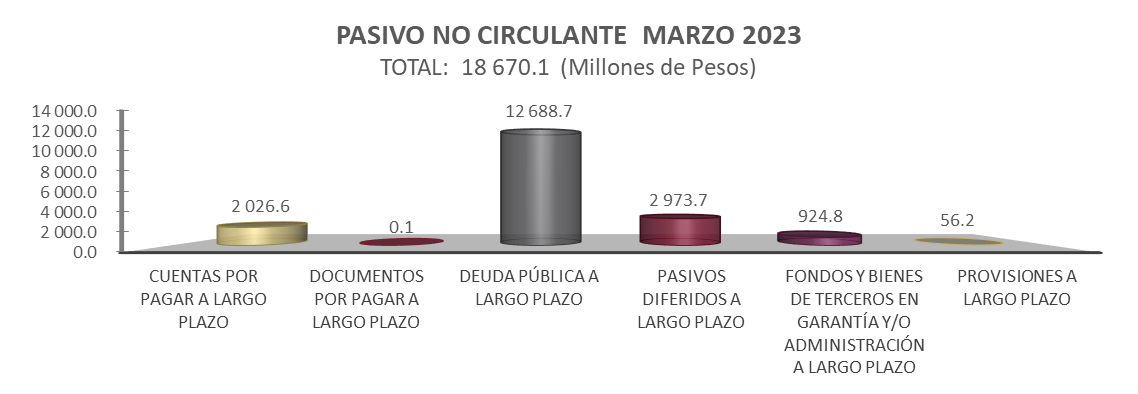 PASIVO NO CIRCULANTE  MARZO 2023
TOTAL:  18 670.1  (Millones de Pesos)
14 000.0
12 000.0
10 000.0
8 000.0
6 000.0
4 000.0
2 000.0
0.0
2 026.6
0.1
12 688.7
2 973.7
924.8
56.2
CUENTAS POR
PAGAR A LARGO
PLAZO
DOCUMENTOS
POR PAGAR A
LARGO PLAZO
DEUDA PÚBLICA A
LARGO PLAZO
PASIVOS
DIFERIDOS A
LARGO PLAZO
FONDOS Y BIENES
DE TERCEROS EN
GARANTÍA Y/O
ADMINISTRACIÓN
A LARGO PLAZO
PROVISIONES A
LARGO PLAZO